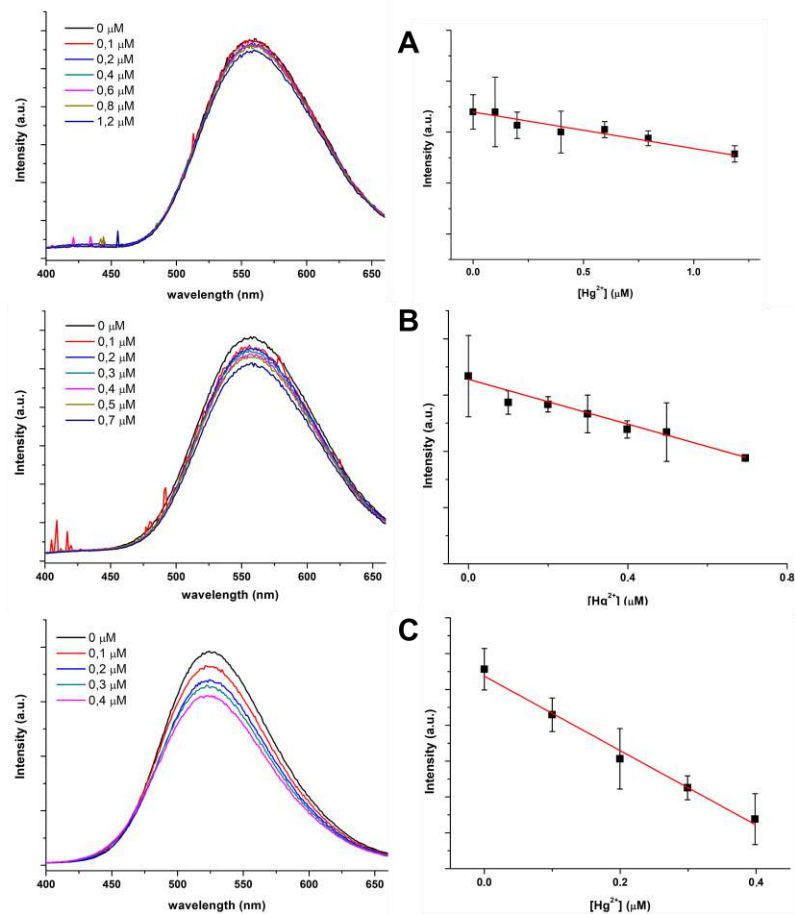 0 μM
0,1 μM
0,2 μM
0,4 μM
0,6 μM
0,8 μM
1,2 μM
Intensity (a.u.)
400 450 500 550 600 650
wavelength (nm)
A
Intensity (a.u.)
0.0 0.5 1.0
[Hg²⁺] (μM)
0 μM
0,1 μM
0,2 μM
0,3 μM
0,4 μM
0,5 μM
0,7 μM
Intensity (a.u.)
400 450 500 550 600 650
wavelength (nm)
B
Intensity (a.u.)
0,0 0.4 0.8
[Hg²⁺] (μM)
0 μM
0,1 μM
0,2 μM
0,3 μM
0,4 μM
Intensity (a.u.)
400 450 500 550 600 650
wavelength (nm)
C
Intensity (a.u.)
0.0 0.2 0.4
[Hg²⁺] (μM)